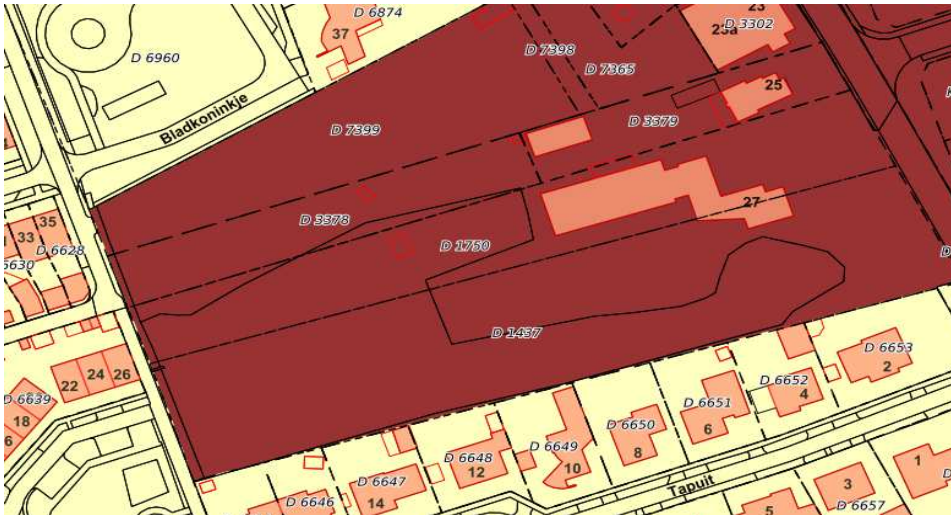 D 6874
23
37
D 3302
23a
D 7398
D 6960
D 7365
25
Bladkoninkje
D 3379
D 7399
27
35
D 3378
33
D 6628
D 1750
6630
D 1437
D 6653
2
26
24
22
D 6652
4
D 6639
D 6651
18
D 6650
6
6
D 6649
8
D 6648
10
12
1
D 6647
Tapuit
3
D 6646
14
D 6657
5